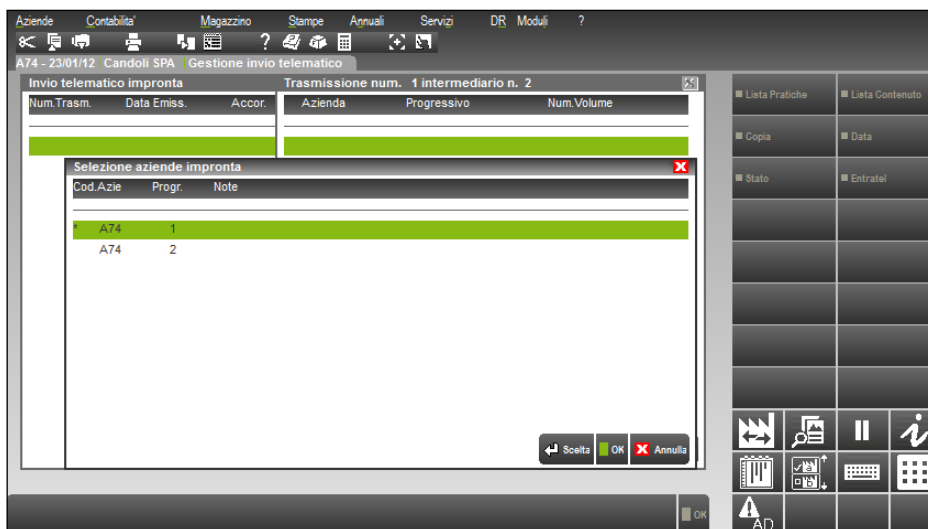 Aziende Contabilita' Magazzino Stampe Annuali Servizi DR Moduli ?
?
A74 - 23/01/12 Candoli SPA Gestione invio telematico
Invio telematico impronta
Num.Trasm. Data Emiss. Accor.
Trasmissione num. 1 intermediario n. 2
Azienda Progressivo Num.Volume
Selezione aziende impronta
Cod.Azie Progr. Note
* A74 1
A74 2
Scelta OK Annulla
Lista Pratiche Lista Contenuto
Copia Data
Stato Entratel
i
AD
OK